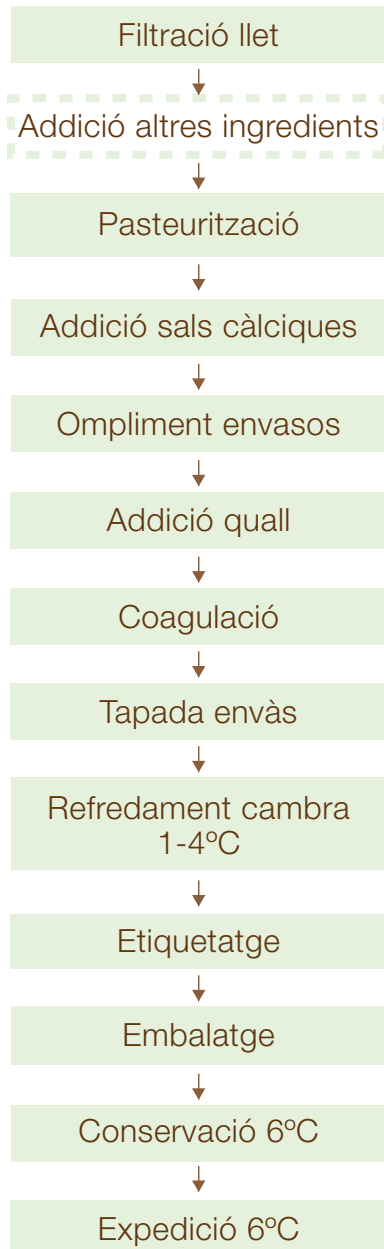 Filtració llet
Addició altres ingredients
Pasteurització
Addició sals càlciques
Ompliment envasos
Addició quall
Coagulació
Tapada envàs
Refredament cambra
1-4ºC
Etiquetatge
Embalatge
Conservació 6ºC
Expedició 6ºC